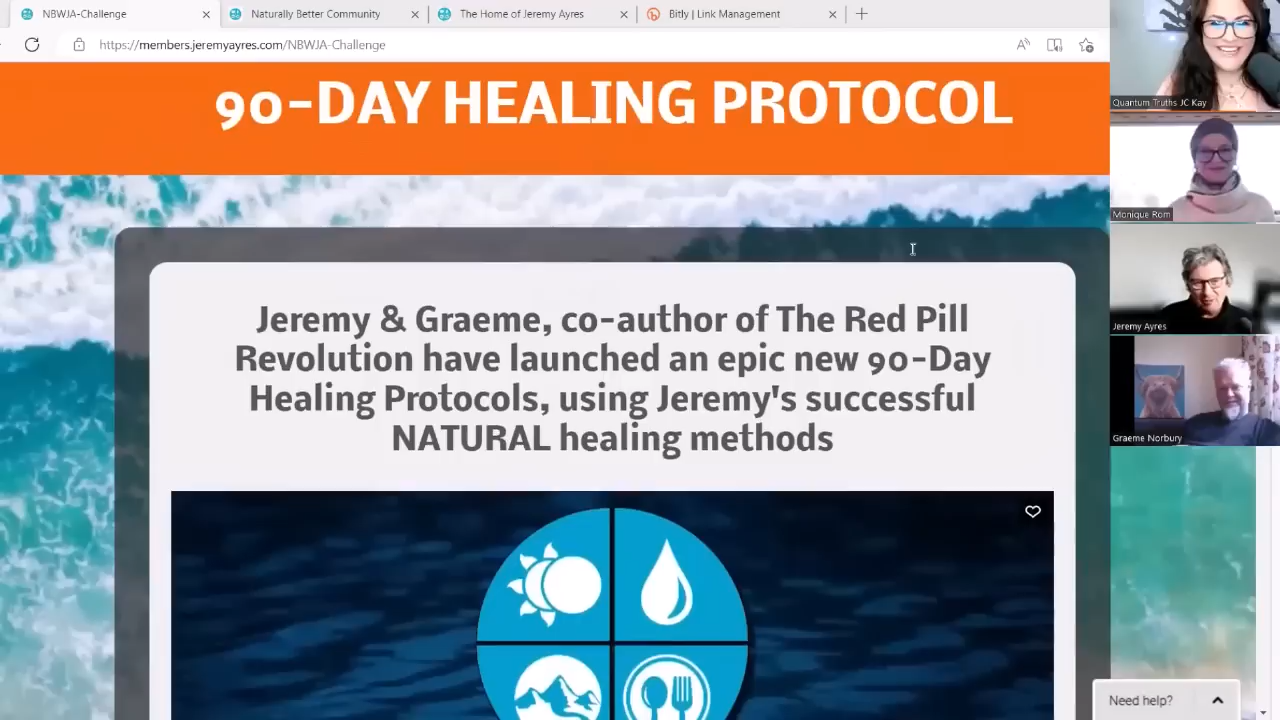 NBWJA-Challenge
Naturally Better Community
The Home of Jeremy Ayres
Bitly | Link Management
https://members.jeremyayres.com/NBWJA-Challenge
90-DAY HEALING PROTOCOL
Jeremy & Graeme, co-author of The Red Pill
Revolution have launched an epic new 90-Day
Healing Protocols, using Jeremy's successful
NATURAL healing methods
Quantum Truths JC Kay
Monique Rom
Jeremy Ayres
Graeme Norbury
Need help?